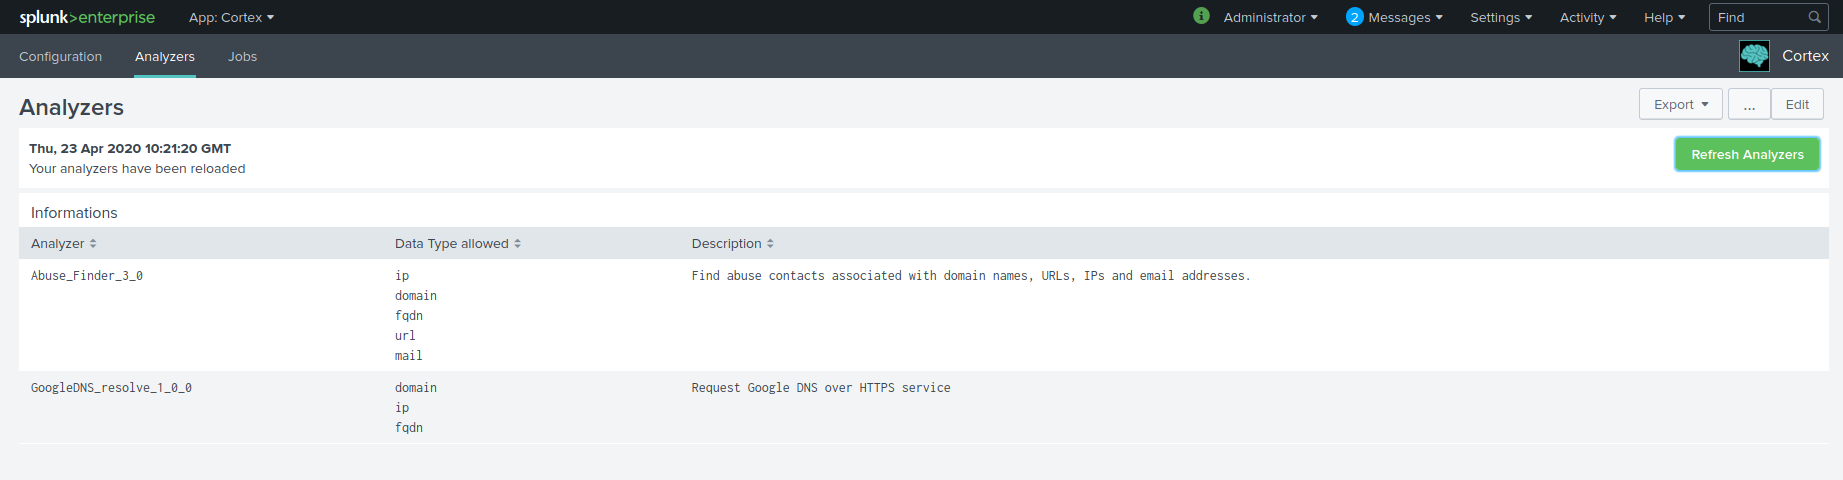 splunk>enterprise App: Cortex i Administrator 2 Messages Settings Activity Help Find
Configuration Analyzers Jobs Cortex
Analyzers Export ... Edit
Thu, 23 Apr 2020 10:21:20 GMT
Your analyzers have been reloaded
Refresh Analyzers
Informations
Analyzer Data Type allowed Description
Abuse_Finder_3_0 ip Find abuse contacts associated with domain names, URLs, IPs and email addresses.
domain
fqdn
url
mail
GoogleDNS_resolve_1_0_0 domain Request Google DNS over HTTPS service
ip
fqdn